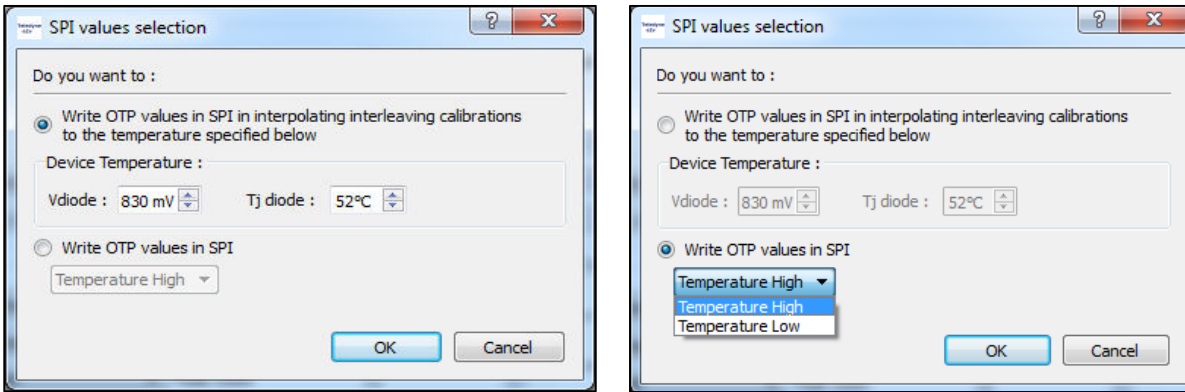 SPI values selection
Do you want to :
Write OTP values in SPI in interpolating interleaving calibrations
to the temperature specified below
Device Temperature :
Vdiode : 830 mV Tj diode : 52ºC
Write OTP values in SPI
Temperature High
OK Cancel
SPI values selection
Do you want to :
Write OTP values in SPI in interpolating interleaving calibrations
to the temperature specified below
Device Temperature :
Vdiode : 830 mV Tj diode : 52ºC
Write OTP values in SPI
Temperature High
Temperature High
Temperature Low
OK Cancel